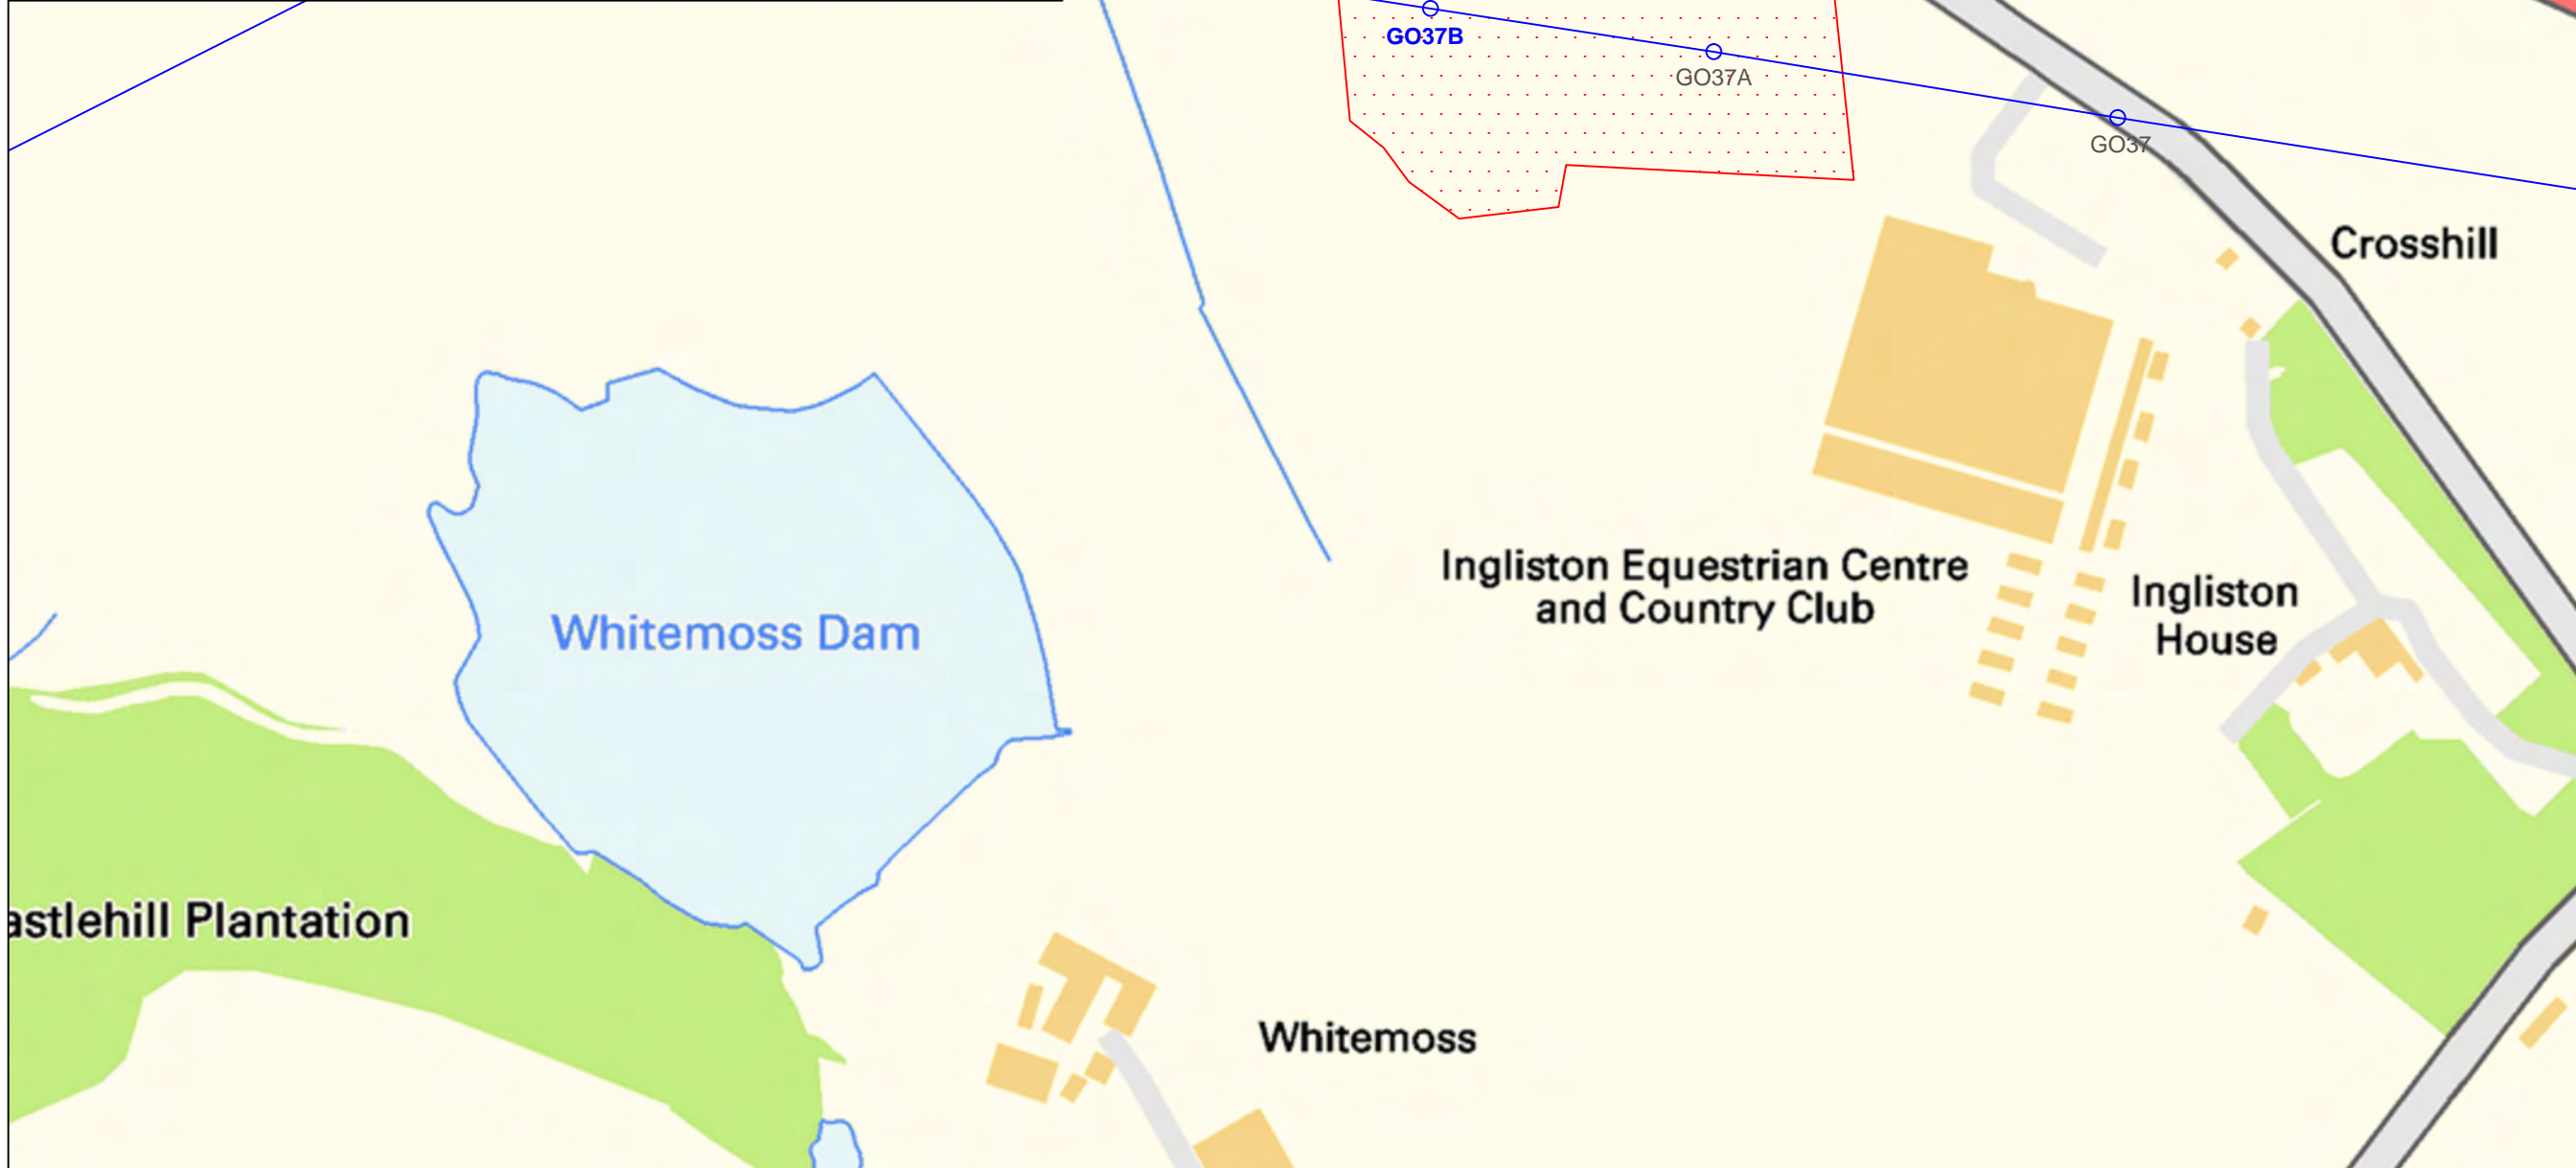 GO37B
GO37A
GO37
Crosshill
Ingliston Equestrian Centre
and Country Club
Ingliston
House
Whitemoss Dam
astlehill Plantation
Whitemoss